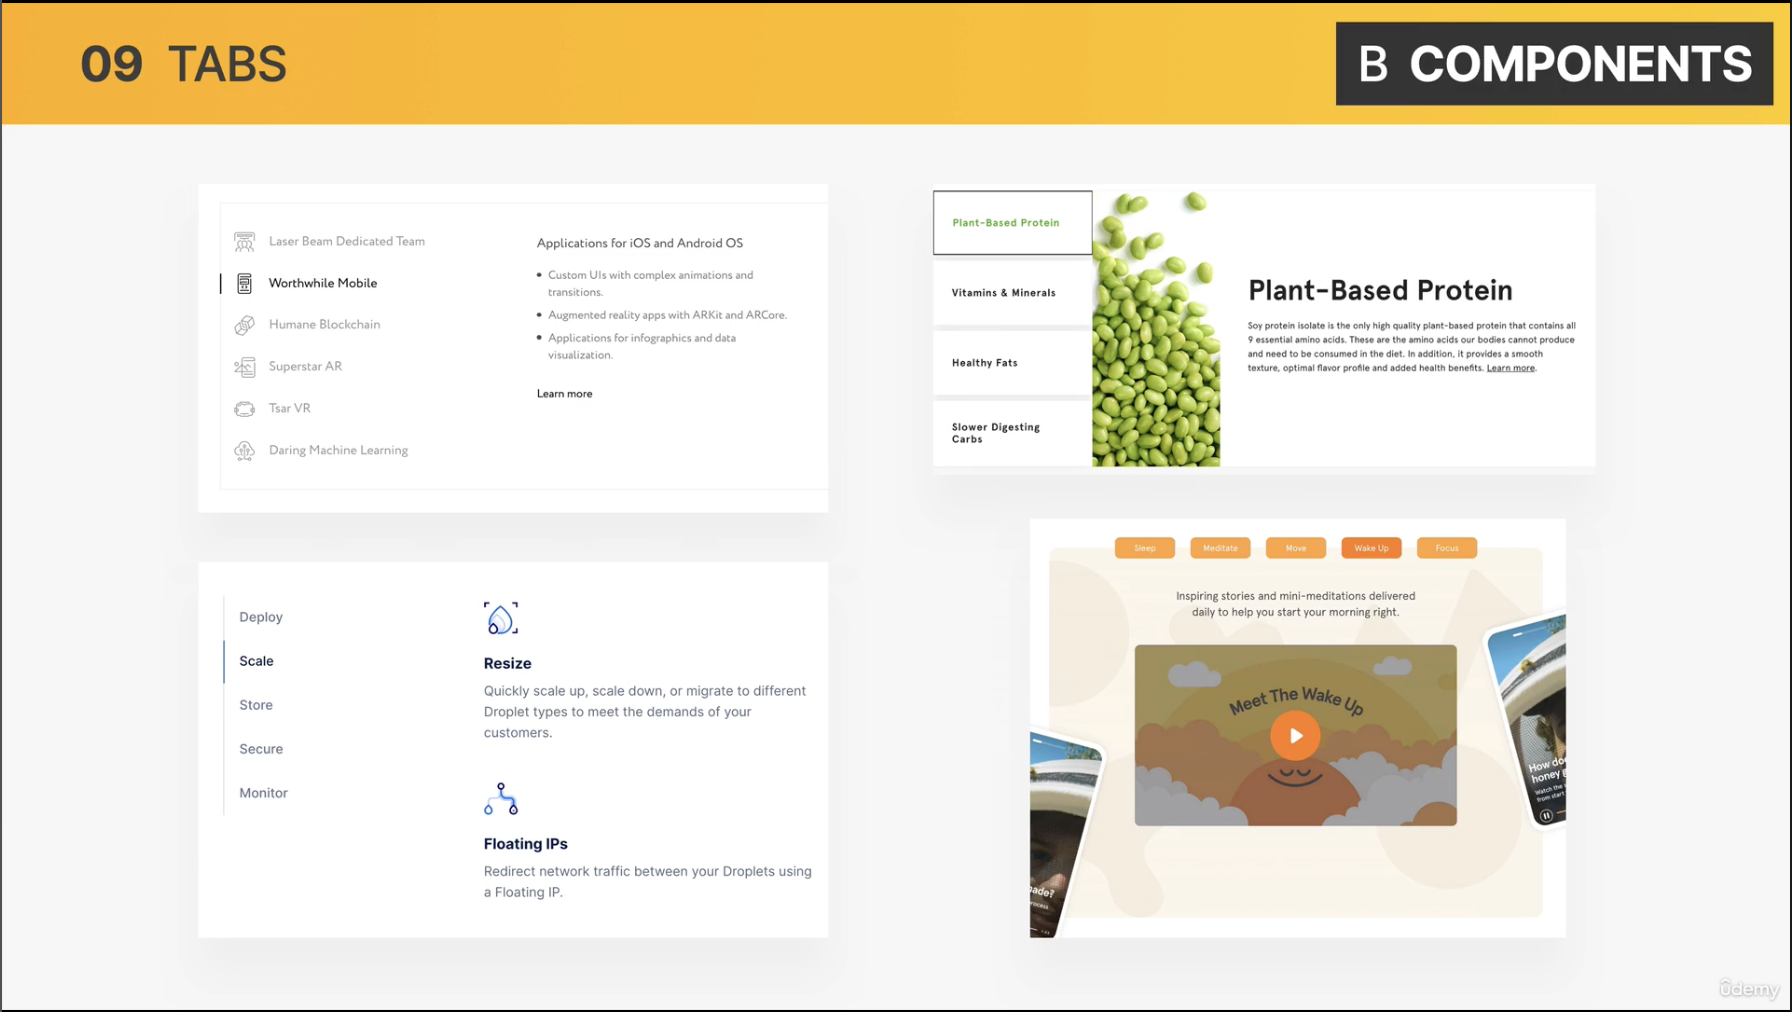 09 TABS
B COMPONENTS
Laser Beam Dedicated Team
Worthwhile Mobile
Humane Blockchain
Superstar AR
Tsar VR
Daring Machine Learning
Applications for iOS and Android OS
• Custom UIs with complex animations and
transitions.
• Augmented reality apps with ARKit and ARCore.
• Applications for infographics and data
visualization.
Learn more
Plant-Based Protein
Vitamins & Minerals
Healthy Fats
Slower Digesting
Carbs
Plant-Based Protein
Soy protein isolate is the only high quality plant-based protein that contains all
9 essential amino acids. These are the amino acids our bodies cannot produce
and need to be consumed in the diet. In addition, it provides a smooth
texture, optimal flavor profile and added health benefits. Learn more.
Deploy
Scale
Store
Secure
Monitor
Resize
Quickly scale up, scale down, or migrate to different
Droplet types to meet the demands of your
customers.
Floating IPs
Redirect network traffic between your Droplets using
a Floating IP.
Sleep
Meditate
Move
Wake Up
Focus
Inspiring stories and mini-meditations delivered
daily to help you start your morning right.
Meet The Wake Up
How do
honey
Watch the
from start
made?
process
ûdemy